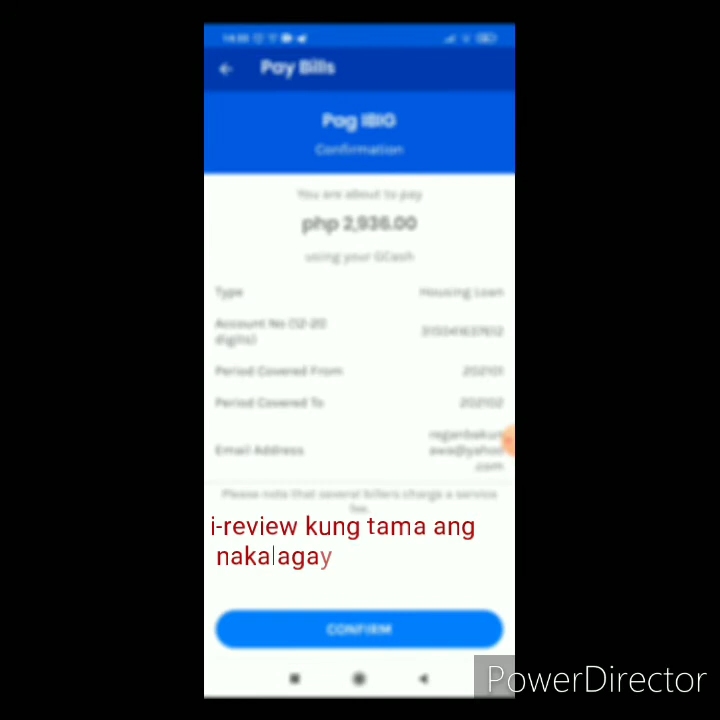 Pay Bills
Pag IBIG
Confirmation
You are about to pay
php 2,936.00
using your GCash
Type
Housing Loan
Account No (12-20
digits)
Period Covered From
202101
Period Covered To
202102
Email Address
.com
Please note that several billers charge a service
fee.
i-review kung tama ang
nakalagay
CONFIRM
PowerDirector